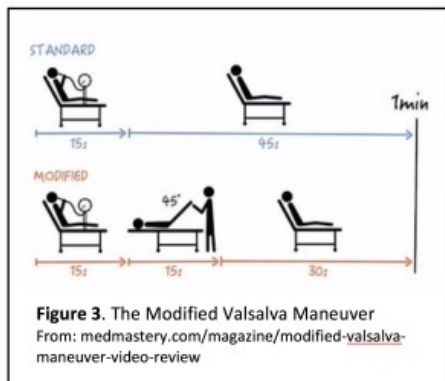 STANDARD
1min
15s
45s
MODIFIED
45°
15s
15s
30s
Figure 3. The Modified Valsalva Maneuver
From: medmastery.com/magazine/modified-valsalva-
maneuver-video-review